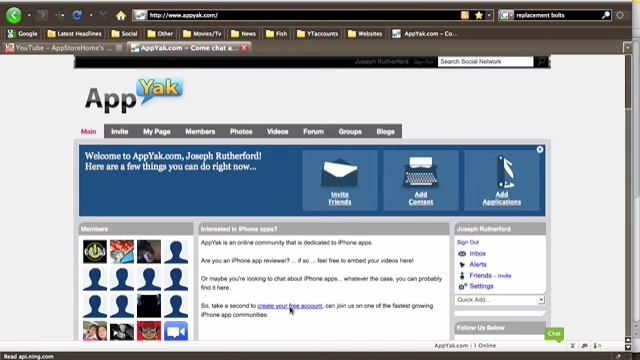 http://www.appyak.com/
replacement bolts
Google Latest Headlines Social Other Movies/Tv News Fish YTaccounts Websites AppYak.com – Co...
YouTube - AppStoreHome's ... AppYak.com – Come chat a...
Joseph Rutherford Sign Out Search Social Network
AppYak
Main Invite My Page Members Photos Videos Forum Groups Blogs
Welcome to AppYak.com, Joseph Rutherford!
Here are a few things you can do right now...
Invite Friends
Add Content
Add Applications
Members
Interested in iPhone apps?
AppYak is an online community that is dedicated to iPhone apps.
Are you an iPhone app reviewer? ... if so ... feel free to embed your videos here!
Or maybe you're looking to chat about iPhone apps... whatever the case, you can probably
find it here.
So, take a second to create your free account, can join us on one of the fastest growing
iPhone app communities.
Joseph Rutherford
Sign Out
Inbox
Alerts
Friends – Invite
Settings
Quick Add...
Follow Us Below
Chat
AppYak.com | 1 Online
Read api.ning.com